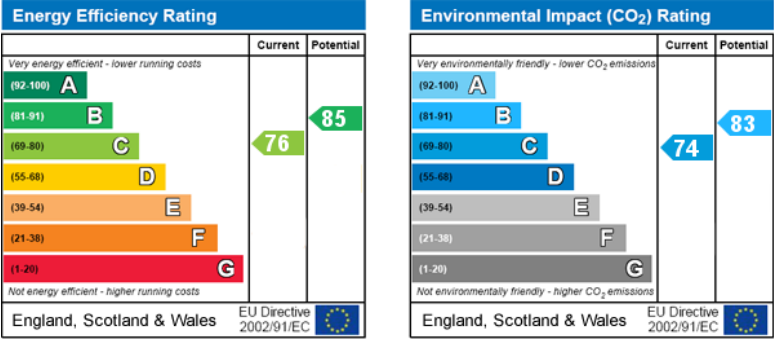 Energy Efficiency Rating
Current Potential
Very energy efficient - lower running costs
(92-100) A
(81-91) B
85
(69-80) C
76
(55-68) D
(39-54) E
(21-38) F
(1-20) G
Not energy efficient - higher running costs
England, Scotland & Wales
EU Directive
2002/91/EC
Environmental Impact (CO2) Rating
Current Potential
Very environmentally friendly - lower CO2 emissions
(92-100) A
(81-91) B
83
(69-80) C
74
(55-68) D
(39-54) E
(21-38) F
(1-20) G
Not environmentally friendly - higher CO2 emissions
England, Scotland & Wales
EU Directive
2002/91/EC